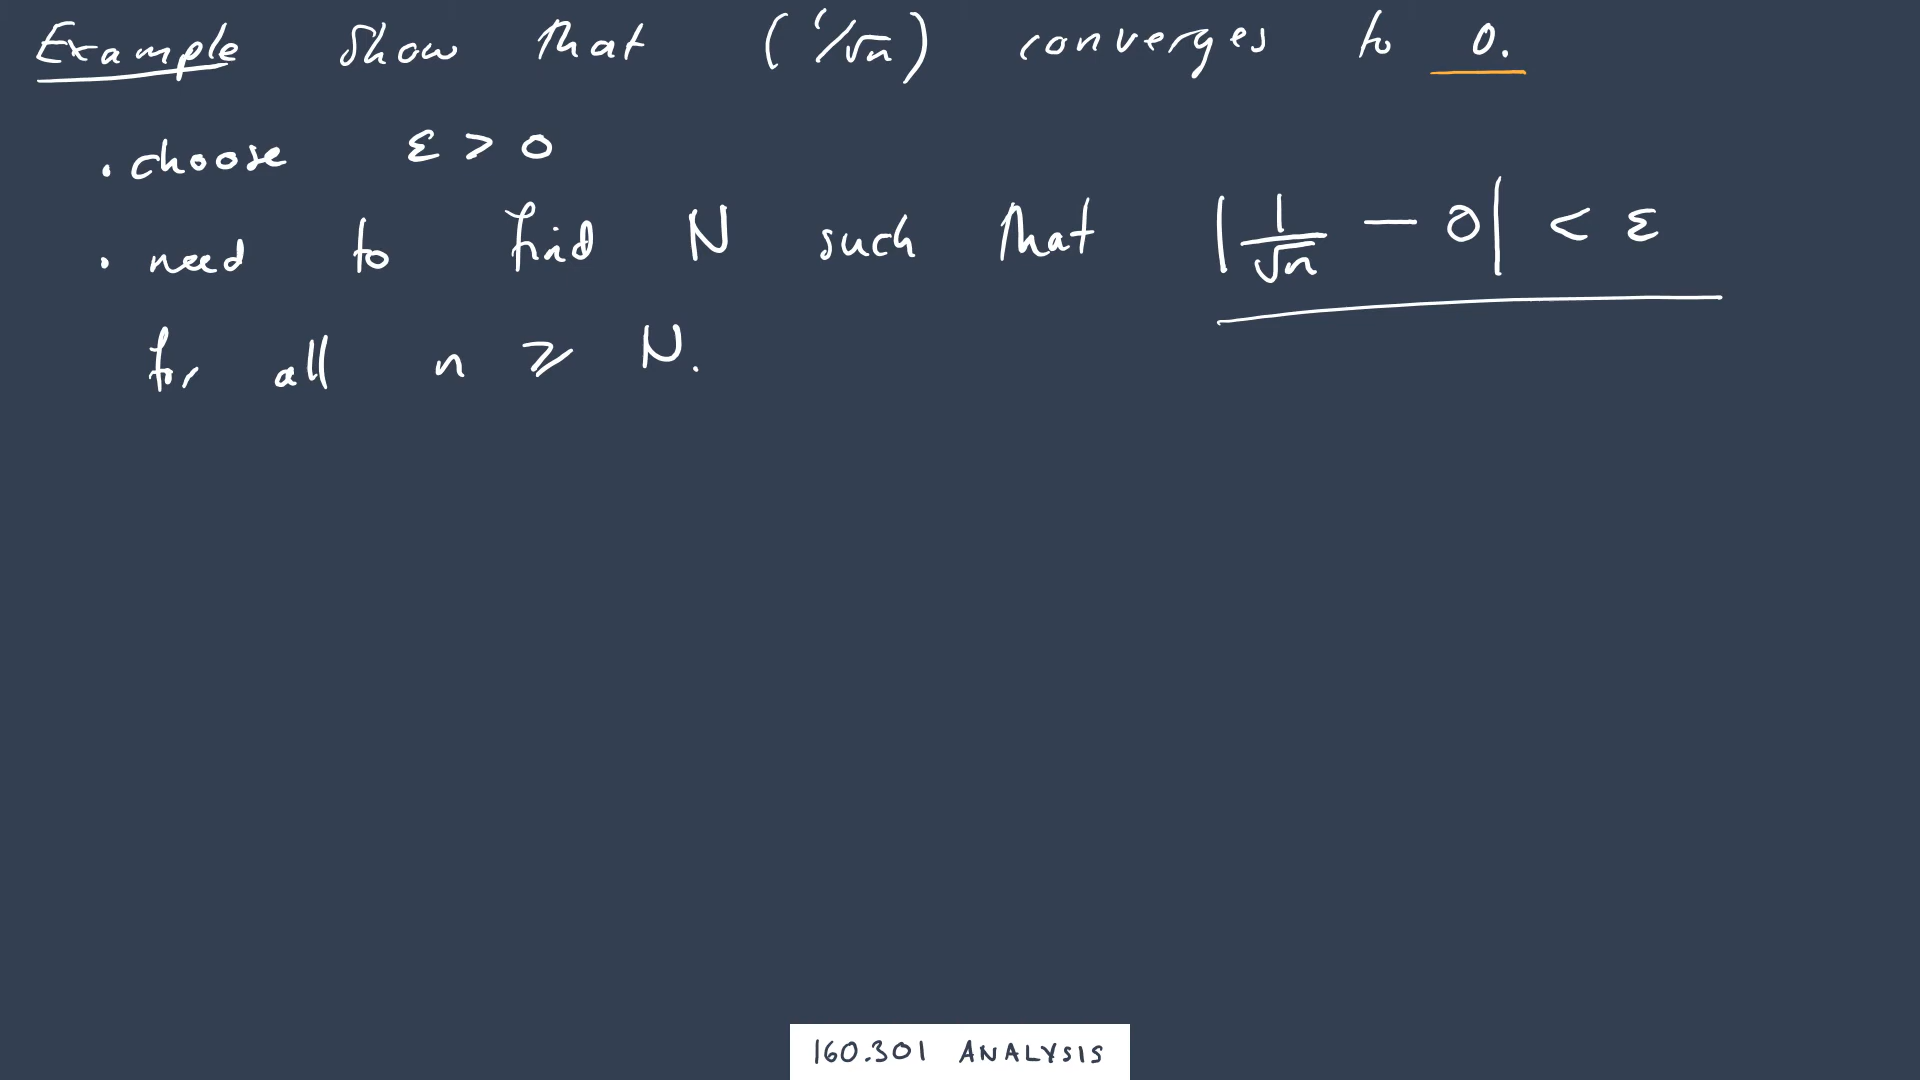 Example Show that (1/√n) converges to 0.
• choose ε > 0
• need to find N such that |1/√n − 0| < ε
for all n ⩾ N.
160.301 ANALYSIS